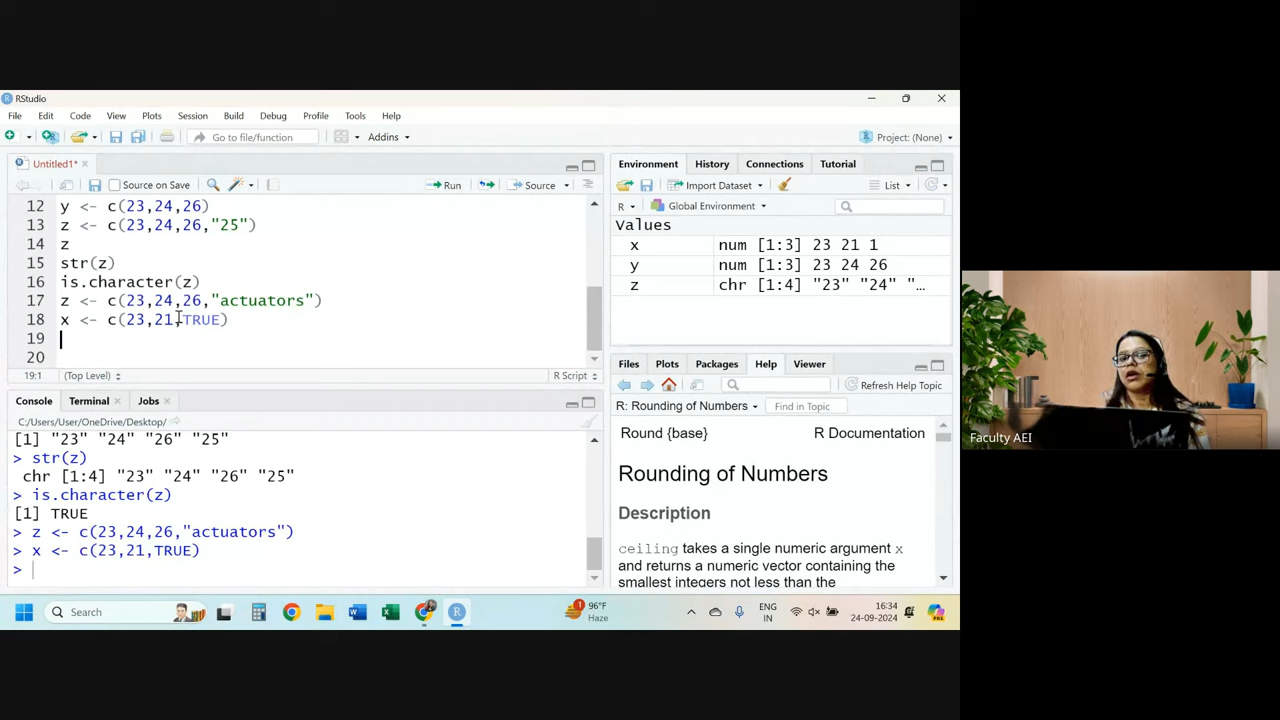 RStudio
File Edit Code View Plots Session Build Debug Profile Tools Help
Go to file/function Addins Project: (None)
Untitled1*
Source on Save Run Source
12 y <- c(23,24,26)
13 z <- c(23,24,26,"25")
14 z
15 str(z)
16 is.character(z)
17 z <- c(23,24,26,"actuators")
18 x <- c(23,21,TRUE)
19
20
19:1 (Top Level) R Script
Console Terminal Jobs
C:/Users/User/OneDrive/Desktop/
[1] "23" "24" "26" "25"
> str(z)
chr [1:4] "23" "24" "26" "25"
> is.character(z)
[1] TRUE
> z <- c(23,24,26,"actuators")
> x <- c(23,21,TRUE)
>
Environment History Connections Tutorial
Import Dataset List
R Global Environment
Values
x num [1:3] 23 21 1
y num [1:3] 23 24 26
z chr [1:4] "23" "24" "…
Files Plots Packages Help Viewer
Refresh Help Topic
R: Rounding of Numbers Find in Topic
Round {base} R Documentation
Rounding of Numbers
Description
ceiling takes a single numeric argument x
and returns a numeric vector containing the
smallest integers not less than the
Faculty AEI
Search
96°F
Haze
ENG
IN
16:34
24-09-2024